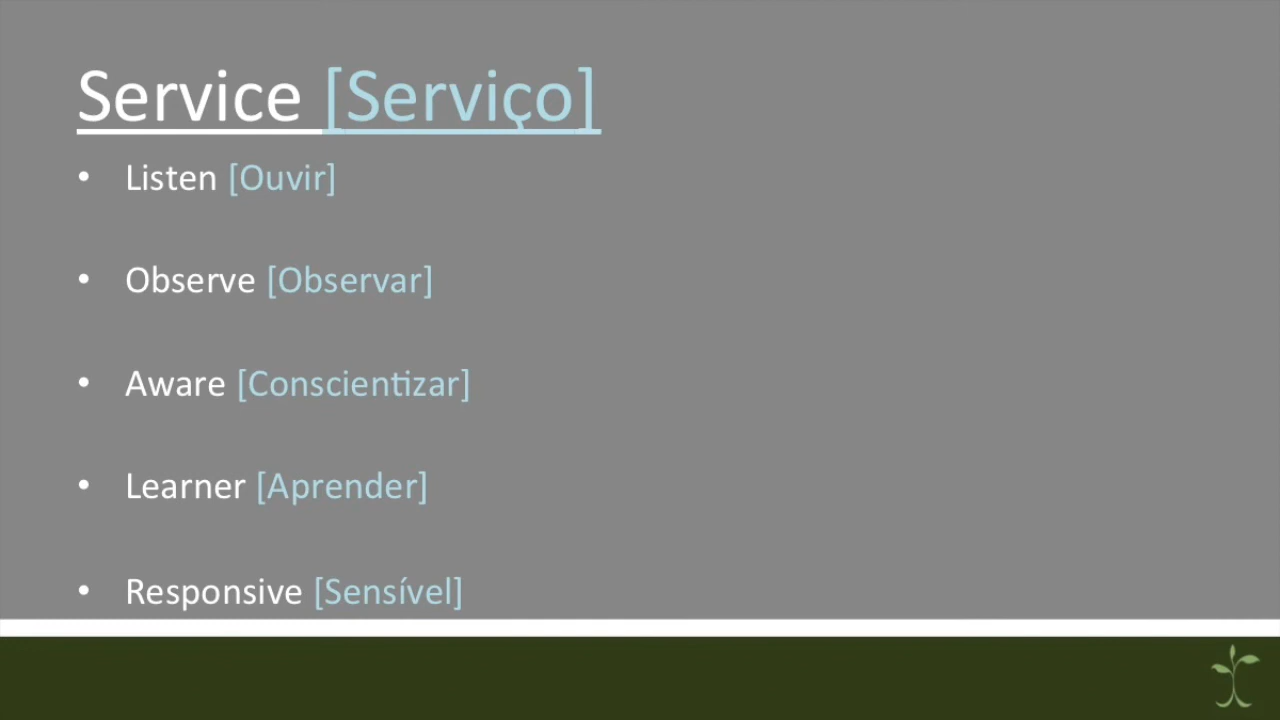 Service [Serviço]
• Listen [Ouvir]
• Observe [Observar]
• Aware [Conscientizar]
• Learner [Aprender]
• Responsive [Sensível]